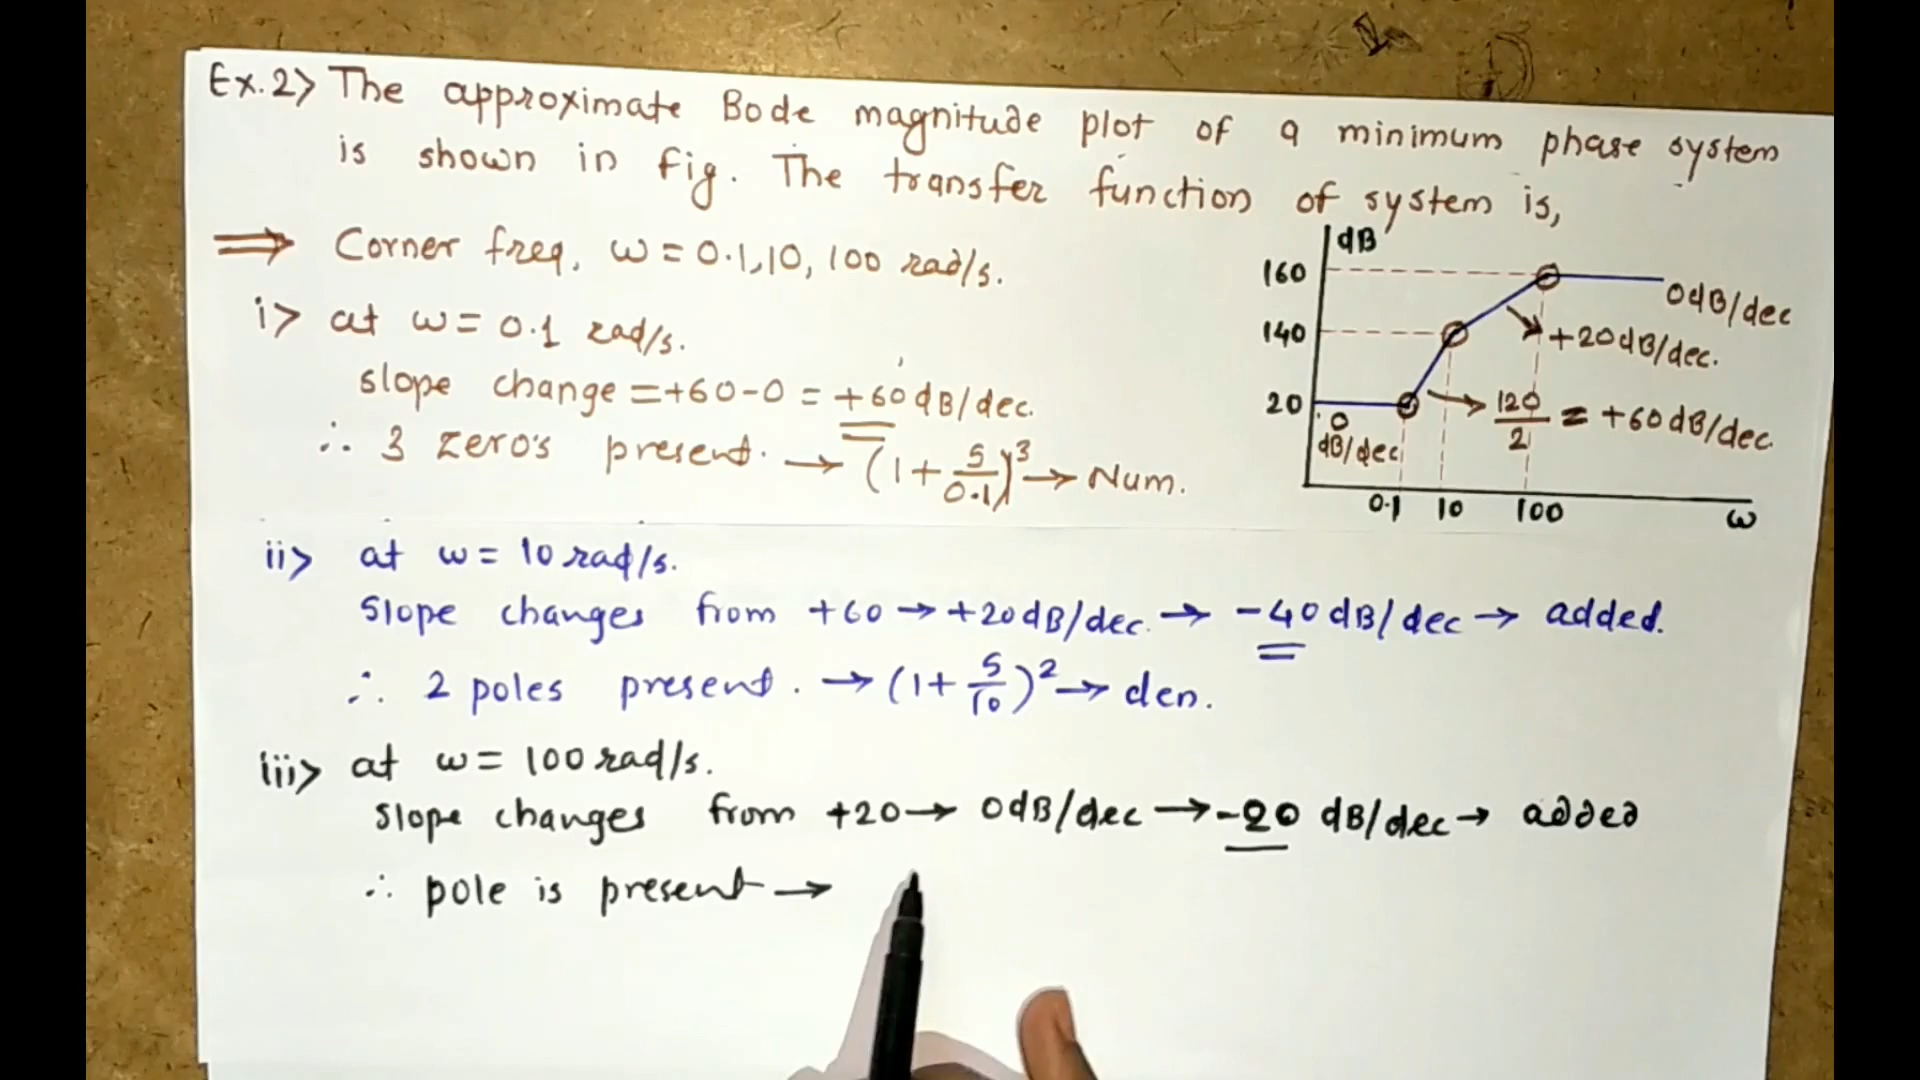 Ex.2> The approximate Bode magnitude plot of a minimum phase system
is shown in fig. The transfer function of system is,
⇒ Corner freq. ω = 0.1, 10, 100 rad/s.
i> at ω = 0.1 rad/s.
slope change = +60-0 = +60 dB/dec.
∴ 3 zero's present. → (1+s/0.1)^3 → Num.
dB
160
140
20
0 dB/dec
+20 dB/dec.
120/2 = +60 dB/dec.
0
dB/dec
0.1 10 100 ω
ii> at ω = 10 rad/s.
Slope changes from +60 → +20 dB/dec. → -40 dB/dec → added.
∴ 2 poles present. → (1+s/10)^2 → den.
iii> at ω = 100 rad/s.
Slope changes from +20 → 0 dB/dec → -20 dB/dec → added
∴ pole is present →